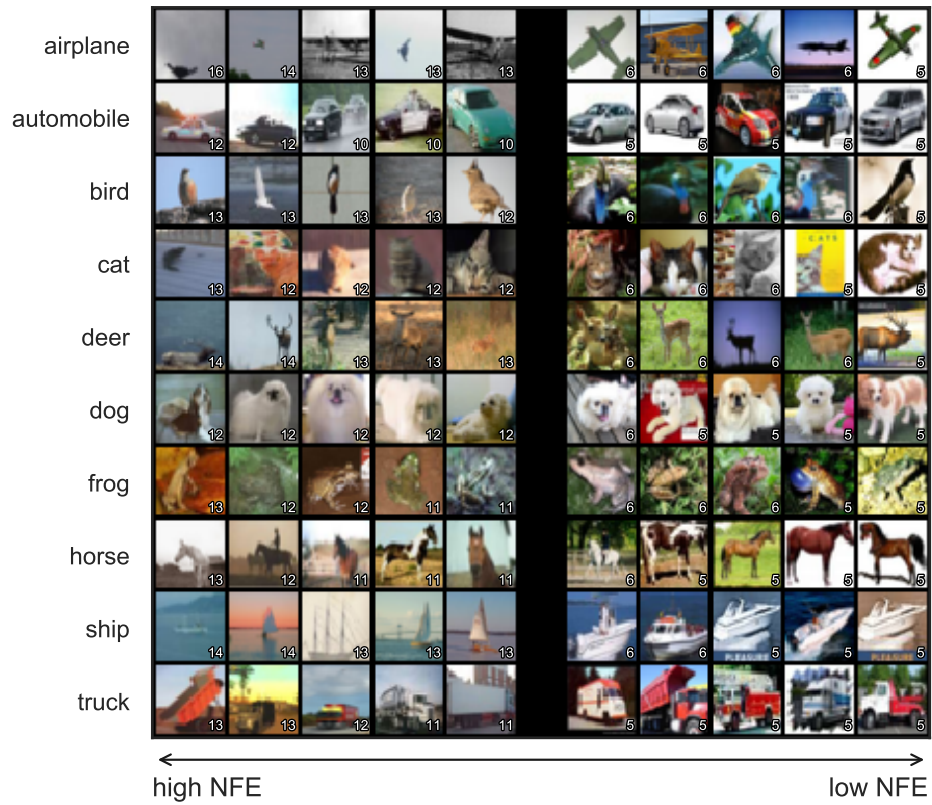 airplane 16 14 13 13 13 6 6 6 6 5
automobile 12 12 10 10 10 5 5 5 5 5
bird 13 13 13 13 12 6 6 6 6 5
cat 13 12 12 12 12 6 6 6 5 5
CATS
deer 14 14 13 13 13 6 6 6 6 5
dog 12 12 12 12 12 6 5 5 5 5
frog 13 12 12 11 11 6 6 6 5 5
horse 13 12 11 11 11 6 5 5 5 5
ship 14 14 13 13 13 6 6 5 5 5
PLEASURE PLEASURE
truck 13 13 12 11 11 5 5 5 5 5
high NFE low NFE